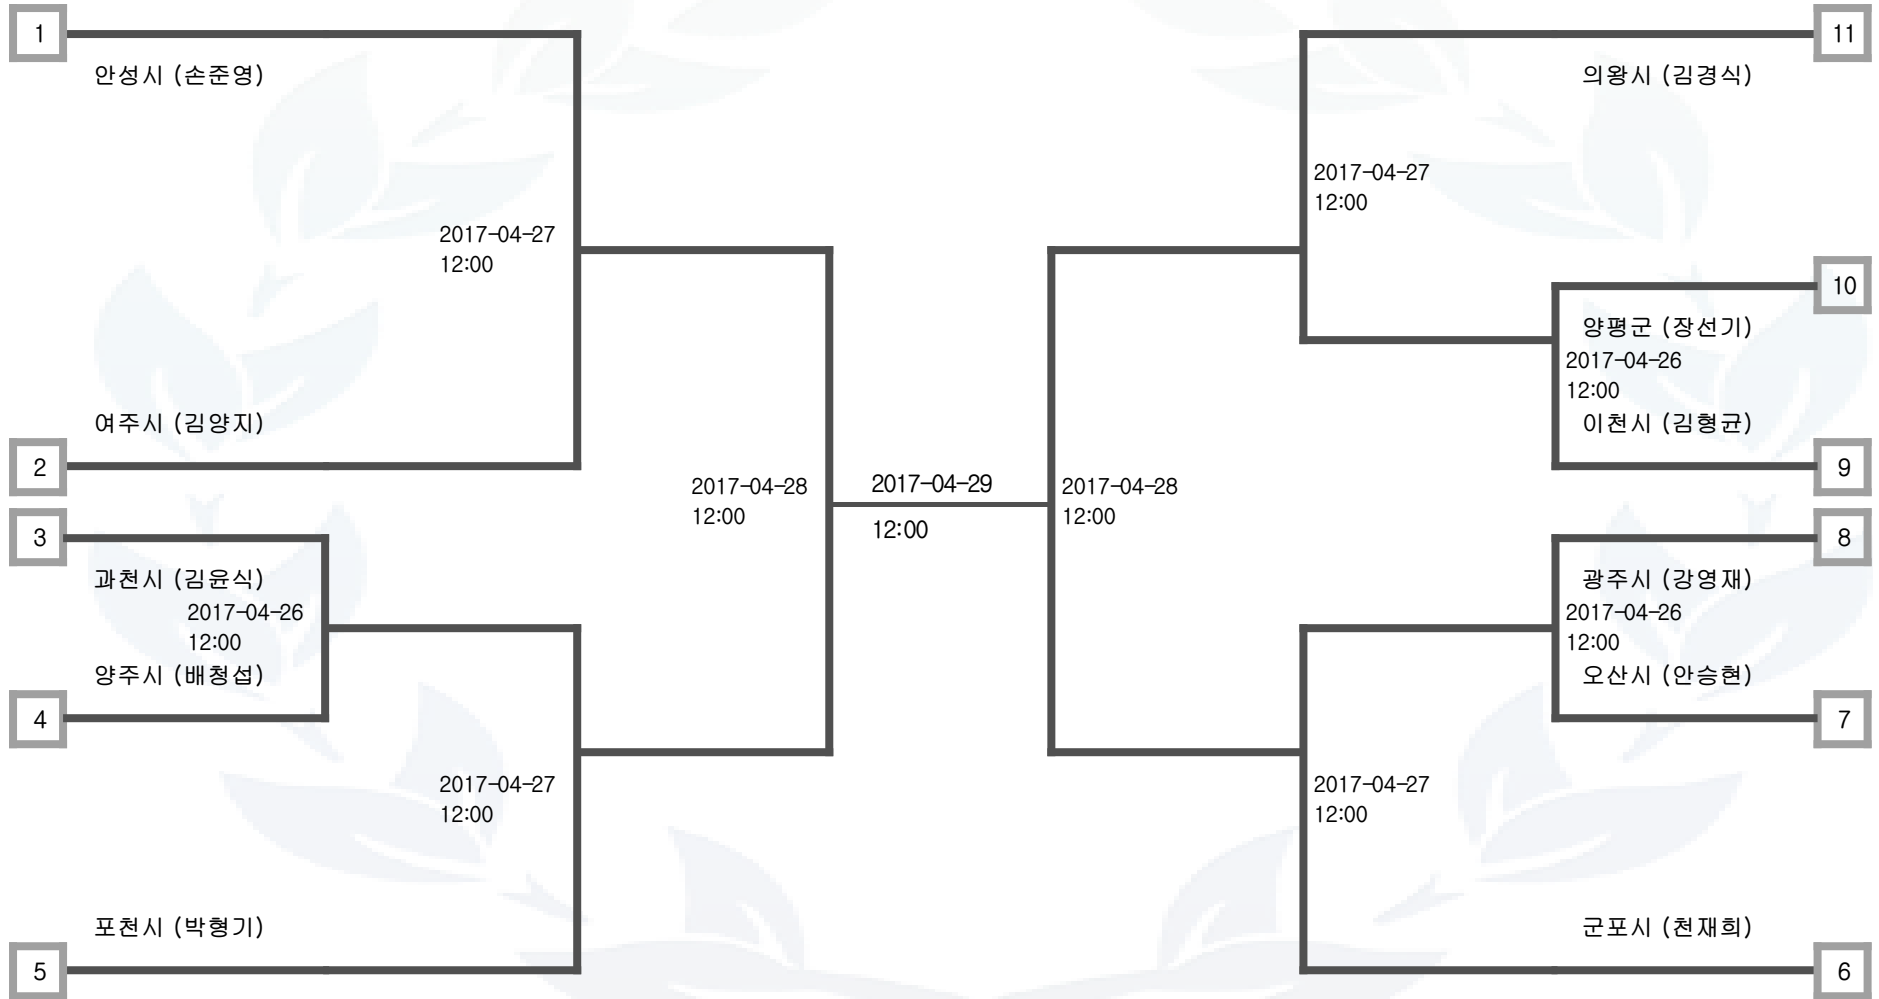 1
안성시 (손준영)
2017-04-27
12:00
여주시 (김양지)
2
3
과천시 (김윤식)
2017-04-26
12:00
양주시 (배청섭)
4
2017-04-27
12:00
포천시 (박형기)
5
2017-04-28
12:00
2017-04-29
12:00
2017-04-28
12:00
11
의왕시 (김경식)
2017-04-27
12:00
10
양평군 (장선기)
2017-04-26
12:00
이천시 (김형균)
9
8
광주시 (강영재)
2017-04-26
12:00
오산시 (안승현)
7
2017-04-27
12:00
군포시 (천재희)
6